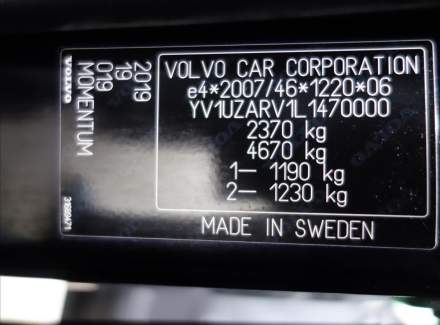 VOLVO CAR CORPORATION
e4*2007/46*1220*06
YV1UZARV1L1470000
2370 kg
4670 kg
1– 1190 kg
2– 1230 kg
MADE IN SWEDEN
2019
19
019
MOMENTUM
VOLVO